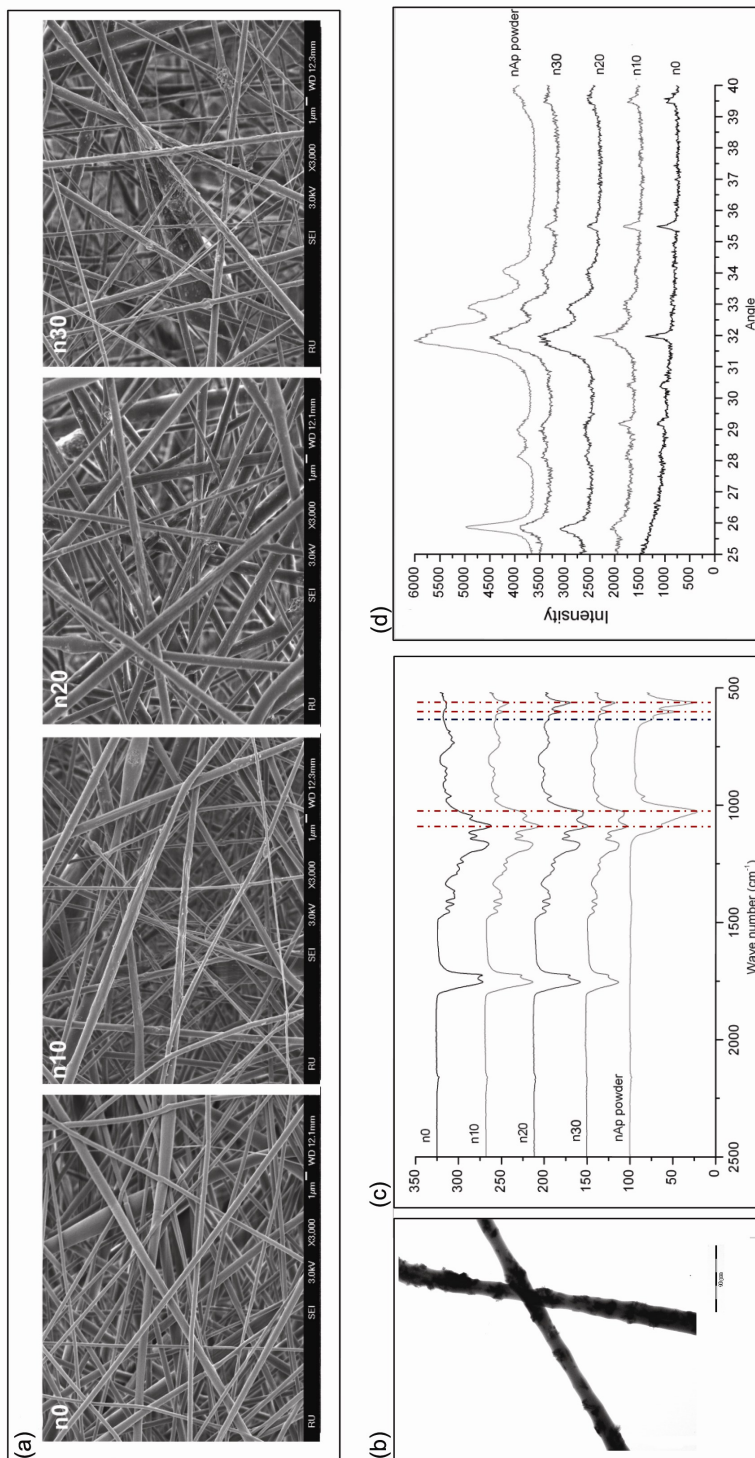 (a)
n0
RU SEI 3.0kV X3,000 1µm WD 12.1mm
n10
RU SEI 3.0kV X3,000 1µm WD 12.3mm
n20
RU SEI 3.0kV X3,000 1µm WD 12.1mm
n30
RU SEI 3.0kV X3,000 1µm WD 12.3mm
(b)
(c)
350
300
250
200
150
100
50
0
n0
n10
n20
n30
nAp powder
2500 2000 1500 1000 500
Wave number (cm⁻¹)
(d)
Intensity
6000
5500
5000
4500
4000
3500
3000
2500
2000
1500
1000
500
0
nAp powder
n30
n20
n10
n0
25 26 27 28 29 30 31 32 33 34 35 36 37 38 39 40
Angle